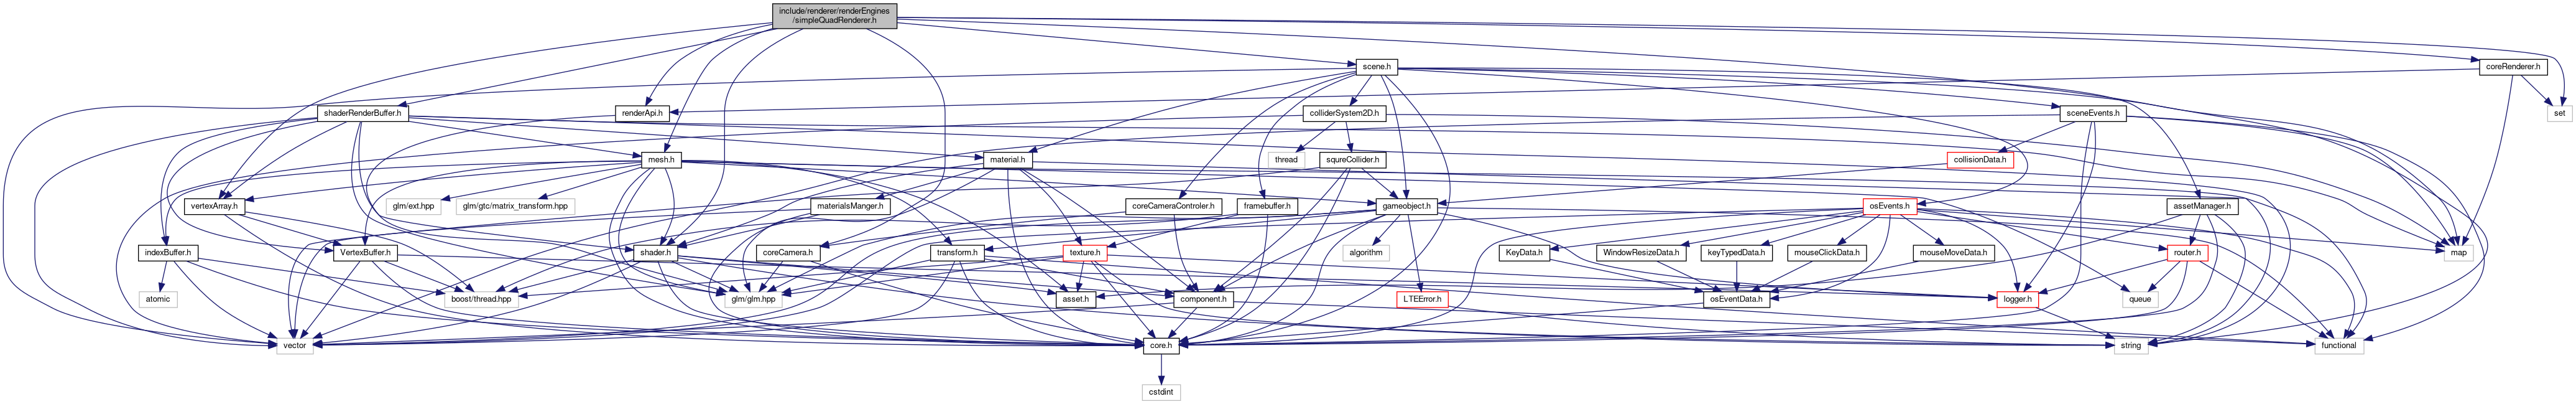 include/renderer/renderEngines
/simpleQuadRenderer.h
scene.h
coreRenderer.h
shaderRenderBuffer.h
renderApi.h
colliderSystem2D.h
sceneEvents.h
set
mesh.h
material.h
thread
squreCollider.h
collisionData.h
vertexArray.h
glm/ext.hpp
glm/gtc/matrix_transform.hpp
materialsManger.h
coreCameraControler.h
framebuffer.h
gameobject.h
osEvents.h
assetManager.h
indexBuffer.h
VertexBuffer.h
shader.h
coreCamera.h
transform.h
texture.h
algorithm
KeyData.h
WindowResizeData.h
keyTypedData.h
mouseClickData.h
mouseMoveData.h
router.h
map
atomic
boost/thread.hpp
glm/glm.hpp
asset.h
component.h
LTEError.h
osEventData.h
logger.h
queue
vector
core.h
string
functional
cstdint